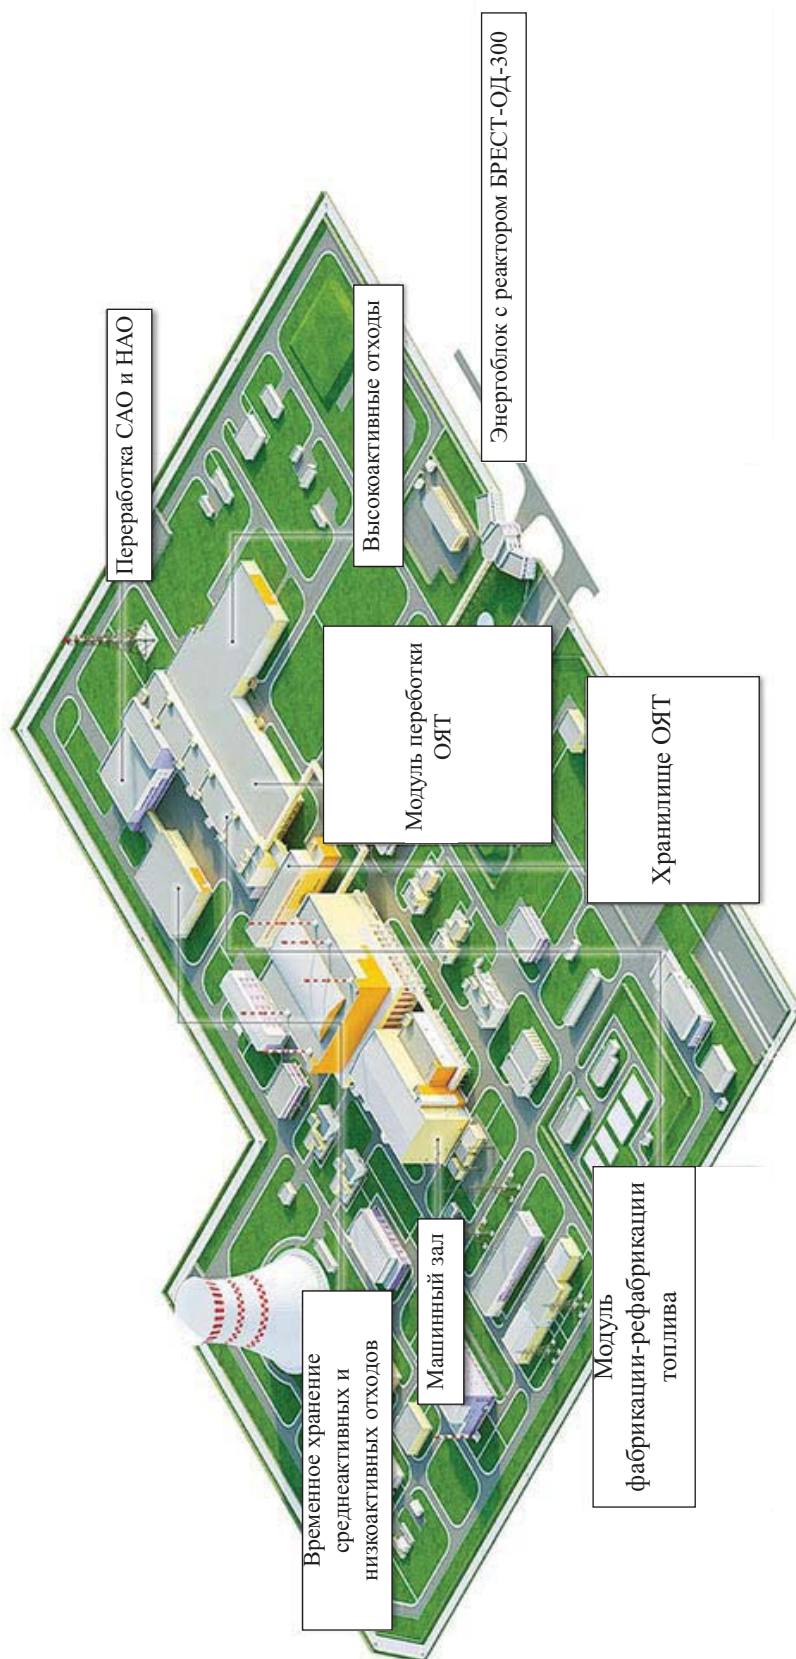 Переработка САО и НАО
Временное хранение
среднеактивных и
низкоактивных отходов
Высокоактивные отходы
Машинный зал
Модуль переботки
ОЯТ
Энергоблок с реактором БРЕСТ-ОД-300
Модуль
фабрикации-рефабрикации
топлива
Хранилище ОЯТ